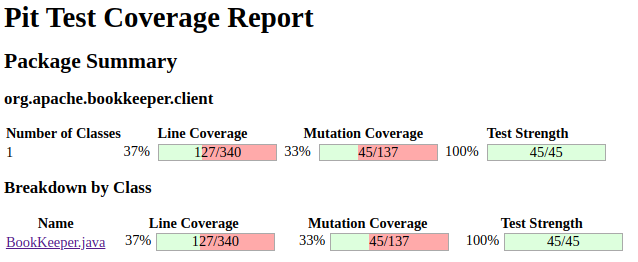 Pit Test Coverage Report
Package Summary
org.apache.bookkeeper.client
Number of Classes Line Coverage Mutation Coverage Test Strength
1 37% 127/340 33% 45/137 100% 45/45
Breakdown by Class
Name Line Coverage Mutation Coverage Test Strength
BookKeeper.java 37% 127/340 33% 45/137 100% 45/45